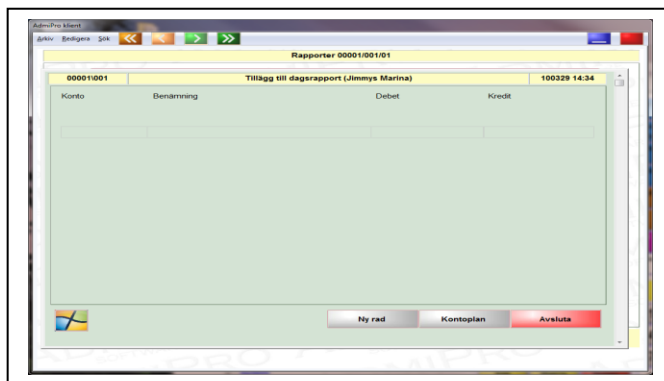 AdmiPro klient
Arkiv Redigera Sök
Rapporter 00001/001/01
00001\001 Tillägg till dagsrapport (Jimmys Marina) 100329 14:34
Konto Benämning Debet Kredit
Ny rad Kontoplan Avsluta